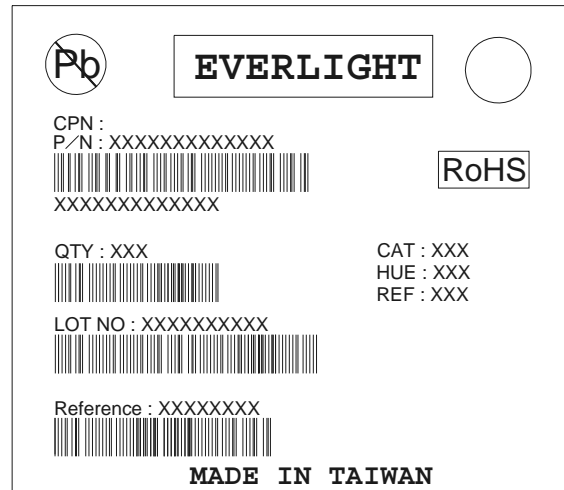 Pb
EVERLIGHT
CPN :
P／N : XXXXXXXXXXXXX
RoHS
XXXXXXXXXXXXX
QTY : XXX
CAT : XXX
HUE : XXX
REF : XXX
LOT NO : XXXXXXXXXX
Reference : XXXXXXXX
MADE IN TAIWAN